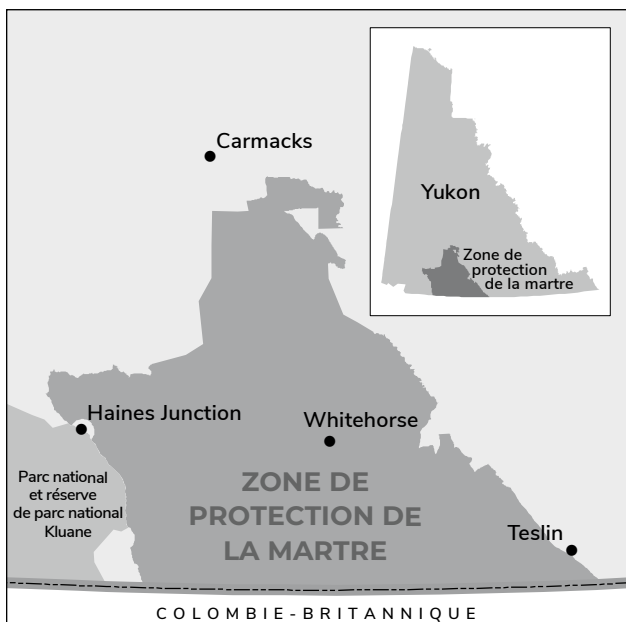 Carmacks
Yukon
Zone de
protection
de la martre
Haines Junction
Whitehorse
Parc national
et réserve
de parc national
Kluane
ZONE DE
PROTECTION DE
LA MARTRE
Teslin
COLOMBIE-BRITANNIQUE